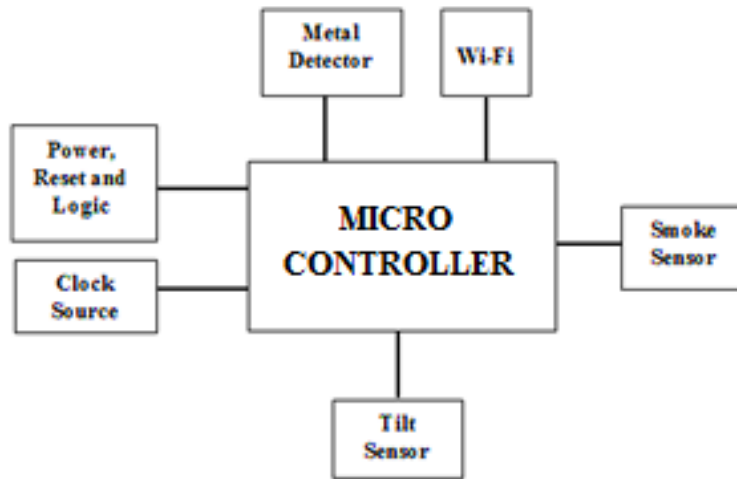 Metal
Detector
Wi-Fi
Power,
Reset and
Logic
MICRO
CONTROLLER
Smoke
Sensor
Clock
Source
Tilt
Sensor